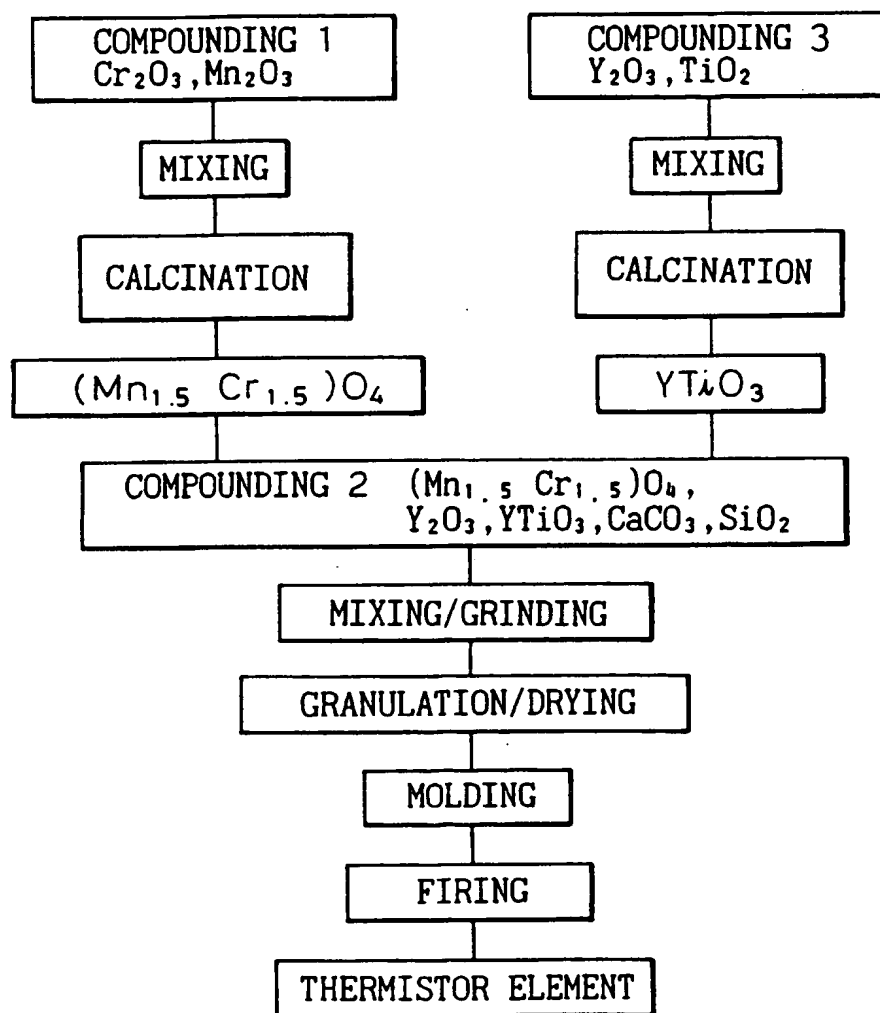 COMPOUNDING 1
Cr₂O₃,Mn₂O₃
MIXING
CALCINATION
(Mn₁.₅ Cr₁.₅)O₄
COMPOUNDING 3
Y₂O₃,TiO₂
MIXING
CALCINATION
YTiO₃
COMPOUNDING 2 (Mn₁.₅ Cr₁.₅)O₄,
Y₂O₃,YTiO₃,CaCO₃,SiO₂
MIXING/GRINDING
GRANULATION/DRYING
MOLDING
FIRING
THERMISTOR ELEMENT